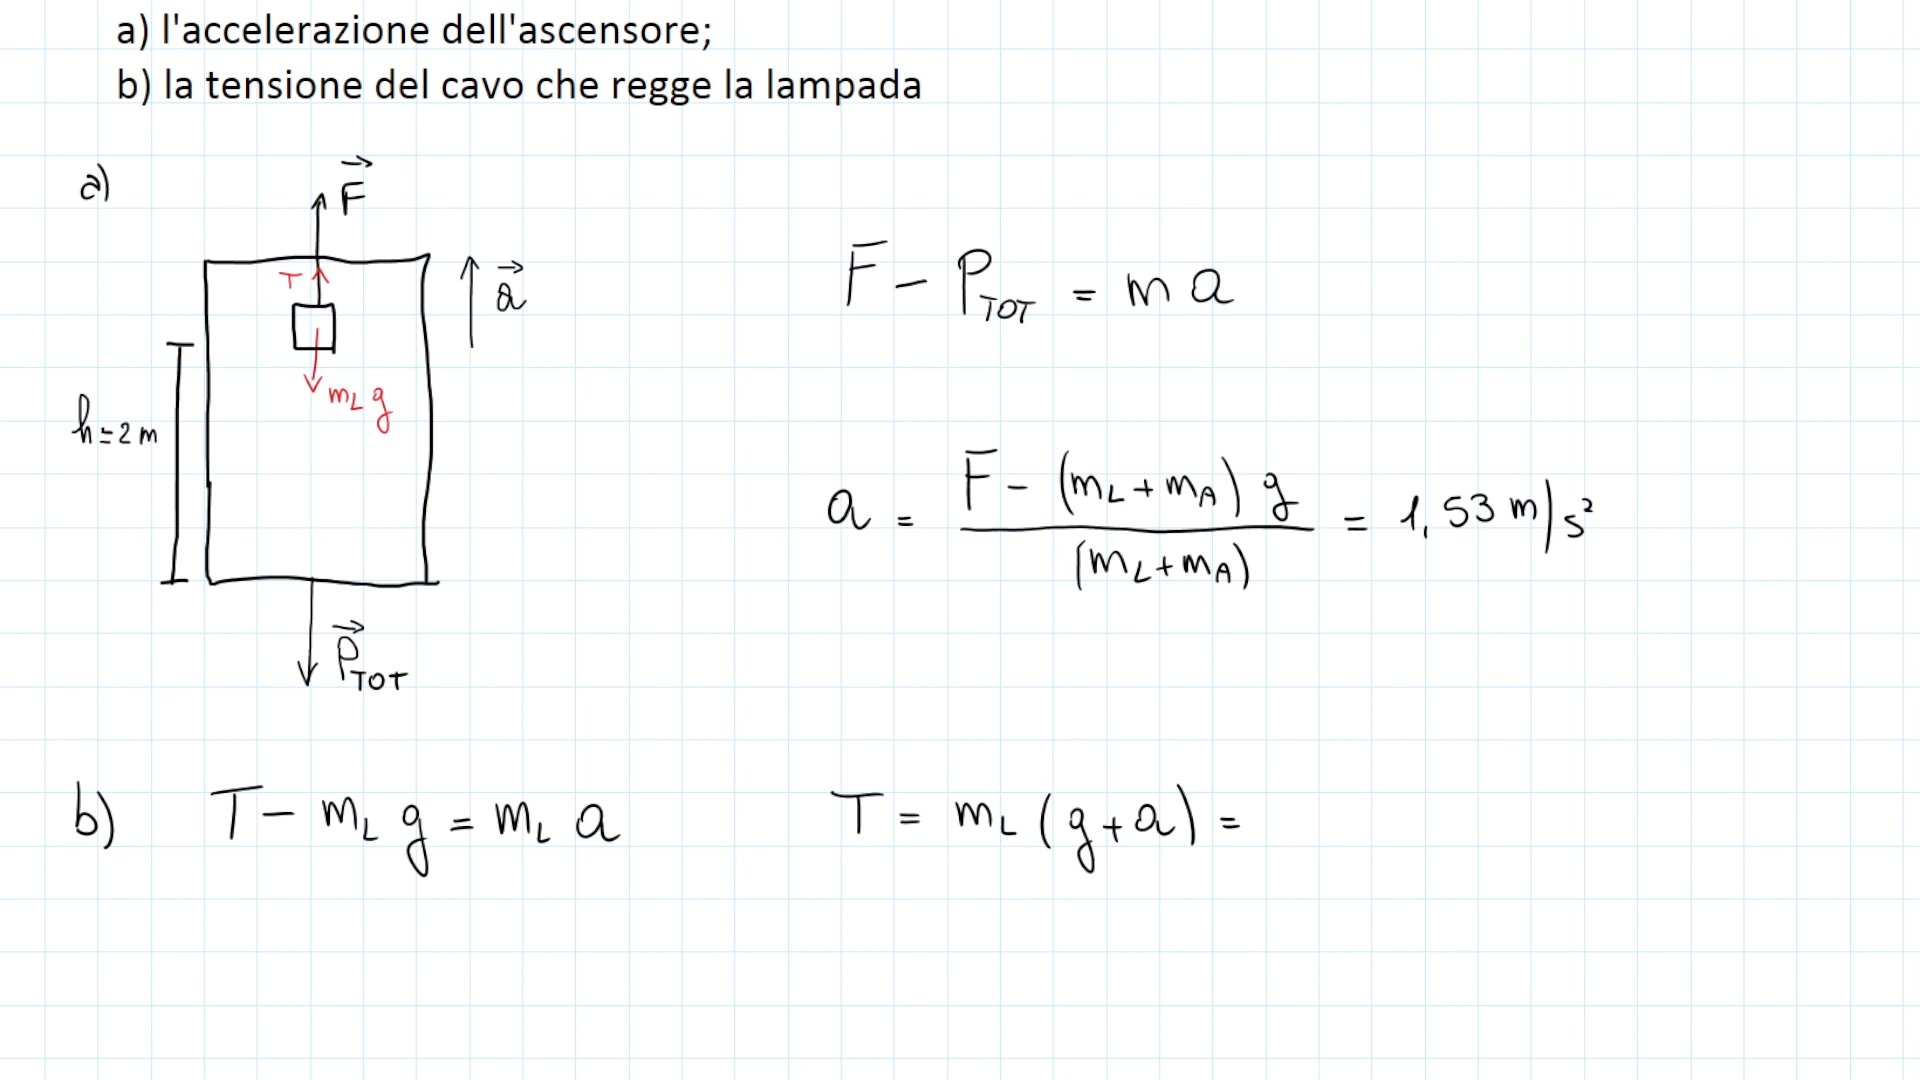 a) l'accelerazione dell'ascensore;
b) la tensione del cavo che regge la lampada
a)
F
T
a
F - P_TOT = m a
m_L g
h = 2 m
a = F - (m_L + m_A) g / (m_L + m_A) = 1,53 m/s²
P_TOT
b) T - m_L g = m_L a T = m_L (g + a) =